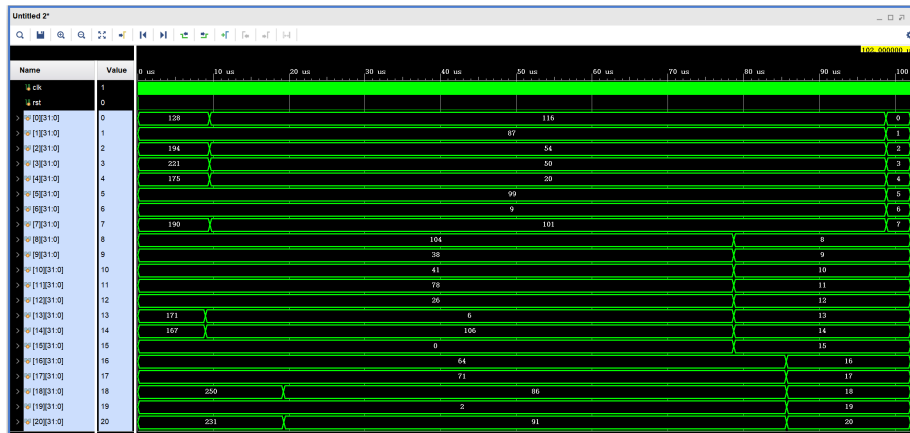 Untitled 2*
102.000000 u
Name Value 0 us 10 us 20 us 30 us 40 us 50 us 60 us 70 us 80 us 90 us 100
clk 1
rst 0
[0][31:0] 0 128 116 0
[1][31:0] 1 87 1
[2][31:0] 2 194 54 2
[3][31:0] 3 221 50 3
[4][31:0] 4 175 20 4
[5][31:0] 5 99 5
[6][31:0] 6 9 6
[7][31:0] 7 190 101 7
[8][31:0] 8 104 8
[9][31:0] 9 38 9
[10][31:0] 10 41 10
[11][31:0] 11 78 11
[12][31:0] 12 26 12
[13][31:0] 13 171 6 13
[14][31:0] 14 167 106 14
[15][31:0] 15 0 15
[16][31:0] 16 64 16
[17][31:0] 17 71 17
[18][31:0] 18 250 86 18
[19][31:0] 19 2 19
[20][31:0] 20 231 91 20